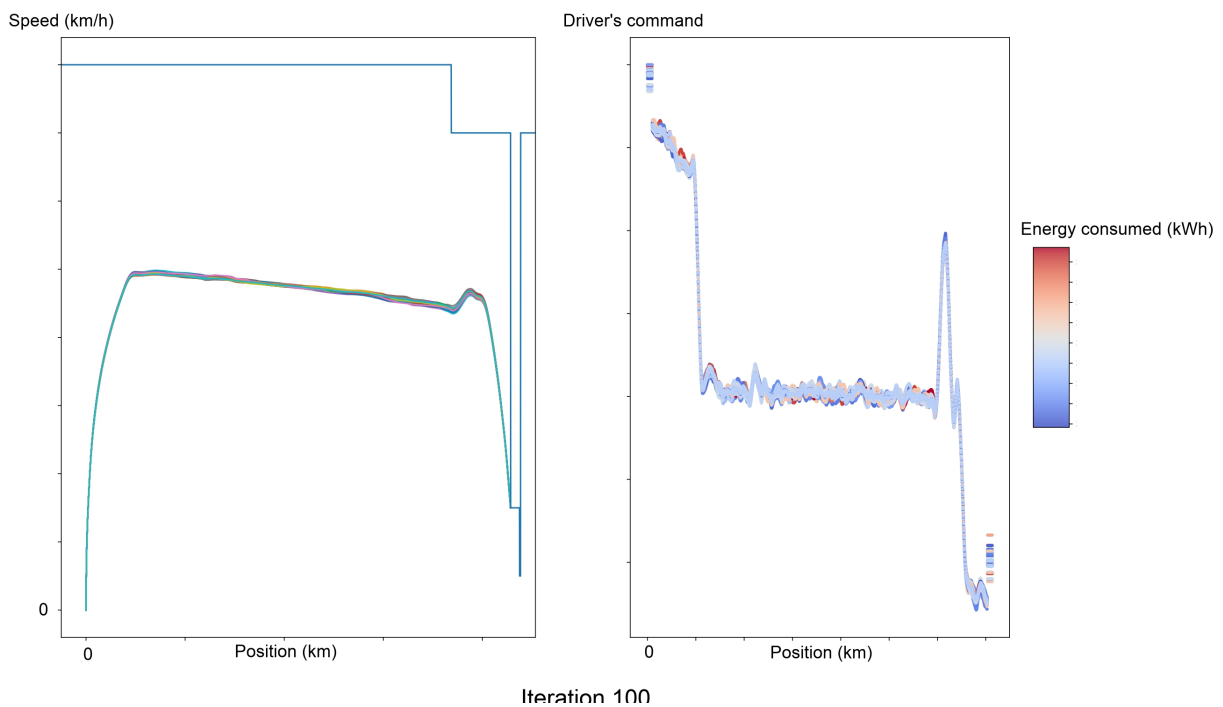 Speed (km/h)
Driver's command
Energy consumed (kWh)
0
0
Position (km)
0
Position (km)
Iteration 100